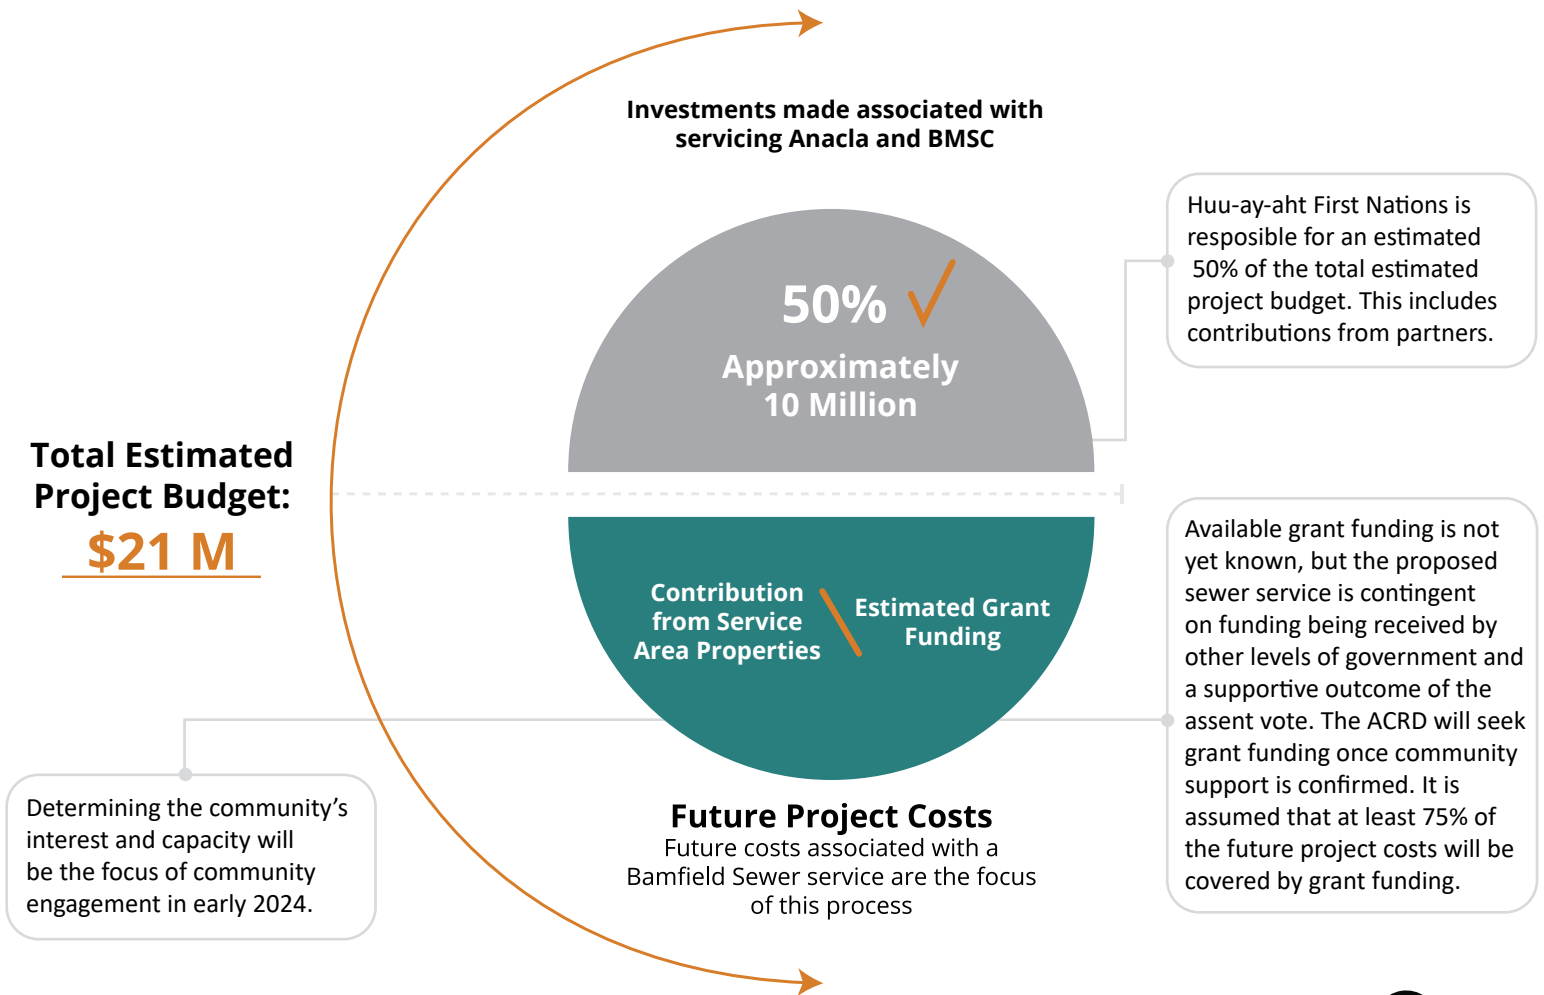 Investments made associated with
servicing Anacla and BMSC
50%
Approximately
10 Million
Huu-ay-aht First Nations is
resposible for an estimated
50% of the total estimated
project budget. This includes
contributions from partners.
Total Estimated
Project Budget:
$21 M
Contribution
from Service
Area Properties
Estimated Grant
Funding
Available grant funding is not
yet known, but the proposed
sewer service is contingent
on funding being received by
other levels of government and
a supportive outcome of the
assent vote. The ACRD will seek
grant funding once community
support is confirmed. It is
assumed that at least 75% of
the future project costs will be
covered by grant funding.
Determining the community’s
interest and capacity will
be the focus of community
engagement in early 2024.
Future Project Costs
Future costs associated with a
Bamfield Sewer service are the focus
of this process